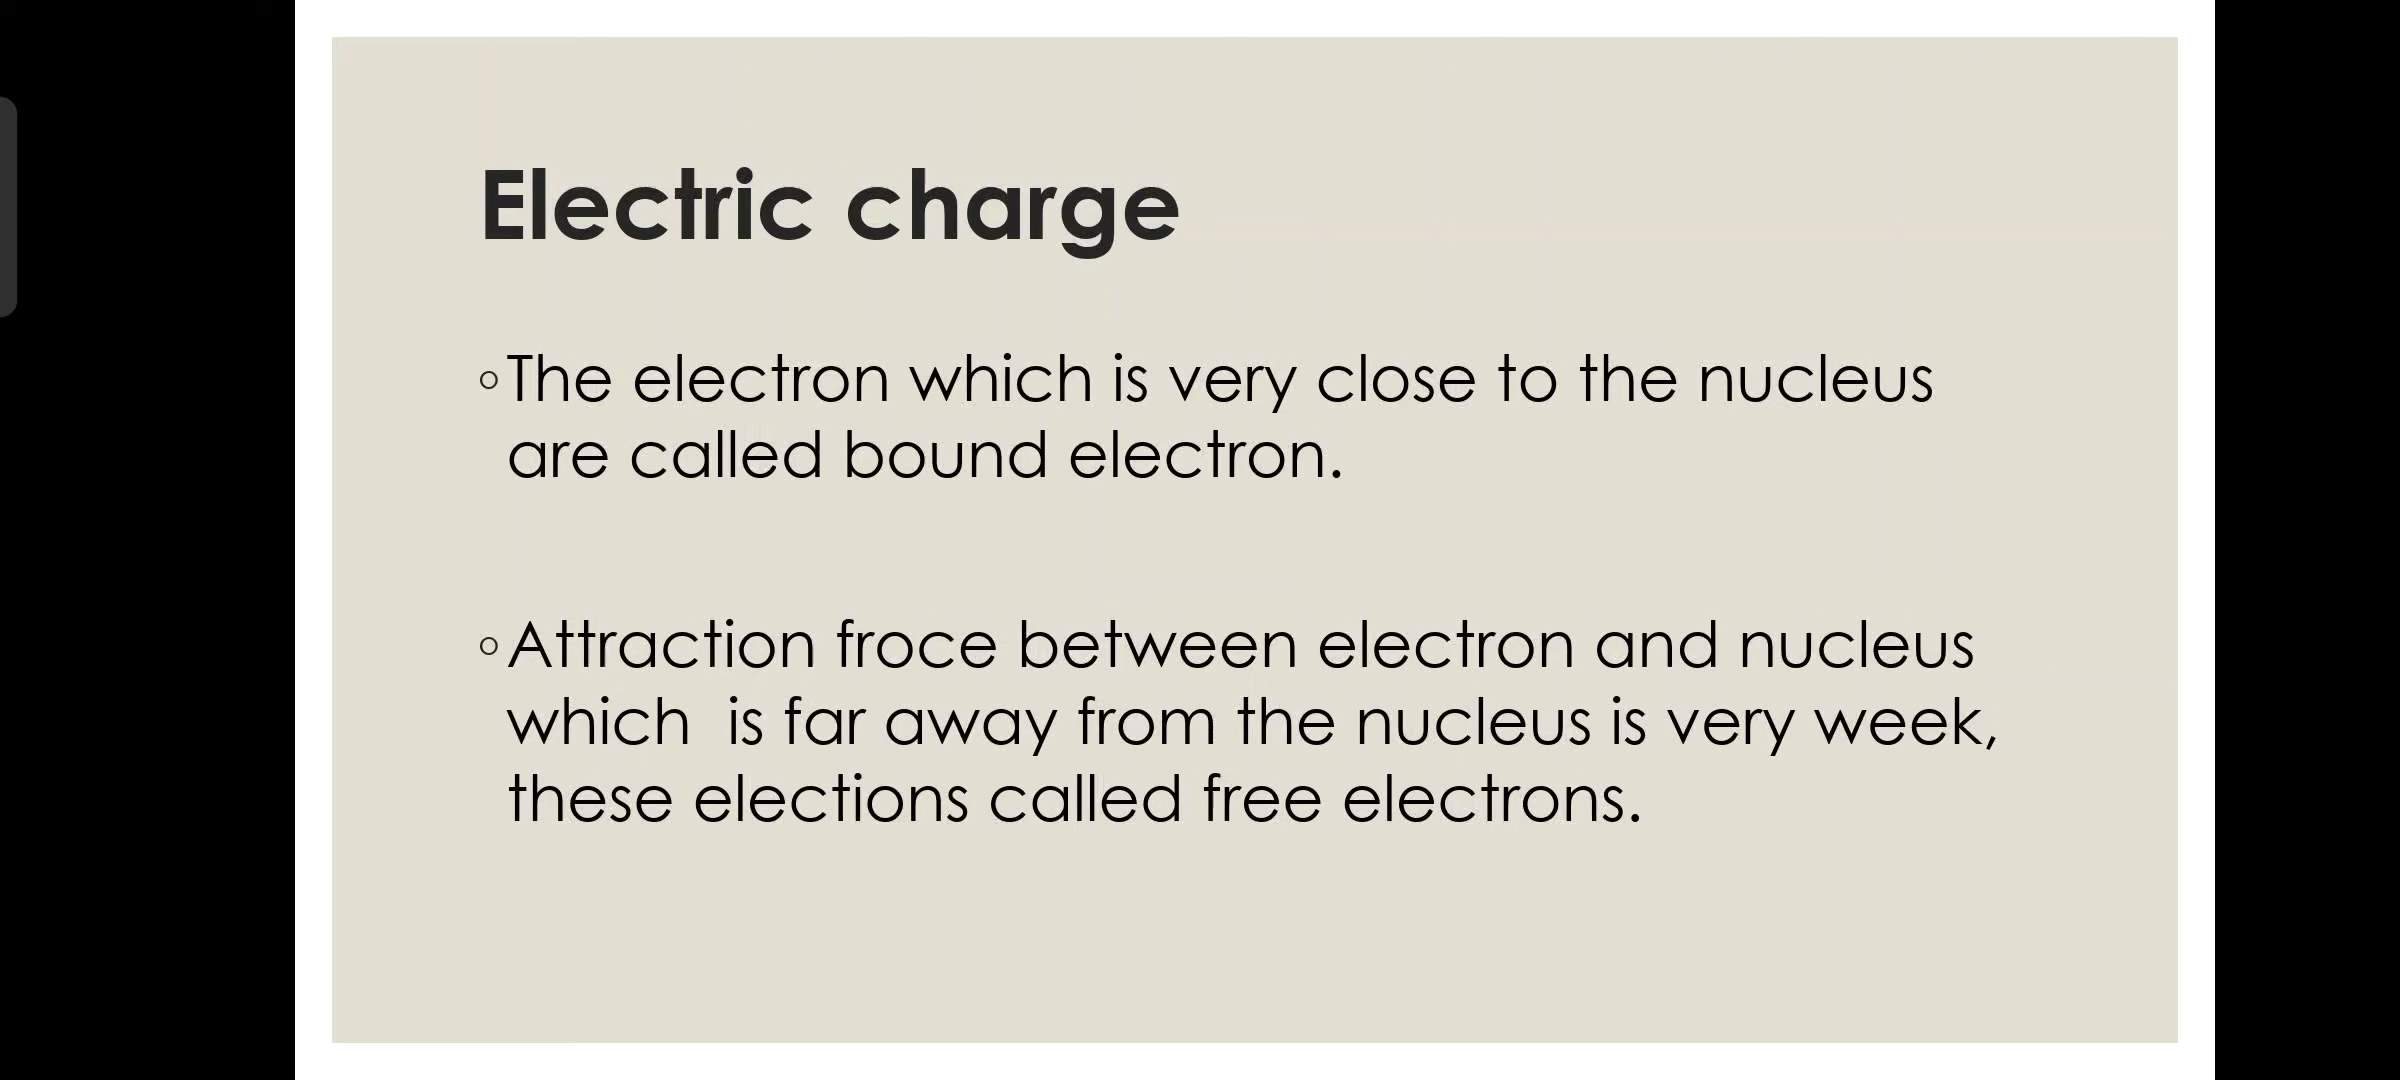 Electric charge
◦The electron which is very close to the nucleus
are called bound electron.
◦Attraction froce between electron and nucleus
which  is far away from the nucleus is very week,
these elections called free electrons.